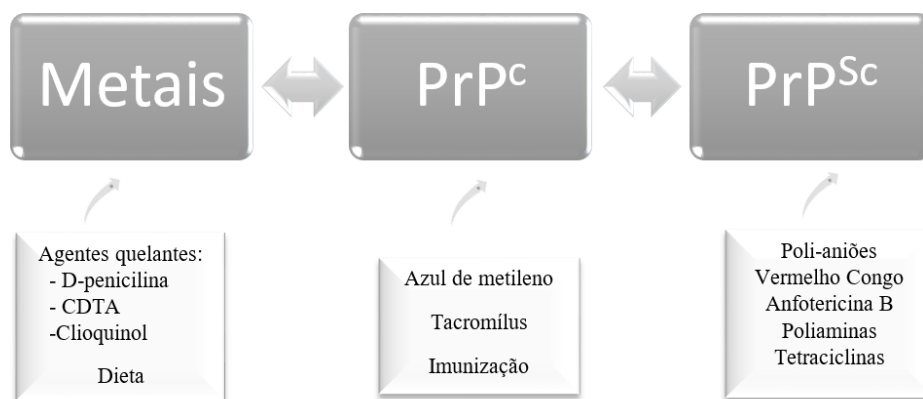 Metais
PrPᶜ
PrPˢᶜ
Agentes quelantes:
- D-penicilina
- CDTA
-Clioquinol
Dieta
Azul de metileno
Tacromílus
Imunização
Poli-aniões
Vermelho Congo
Anfotericina B
Poliaminas
Tetraciclinas